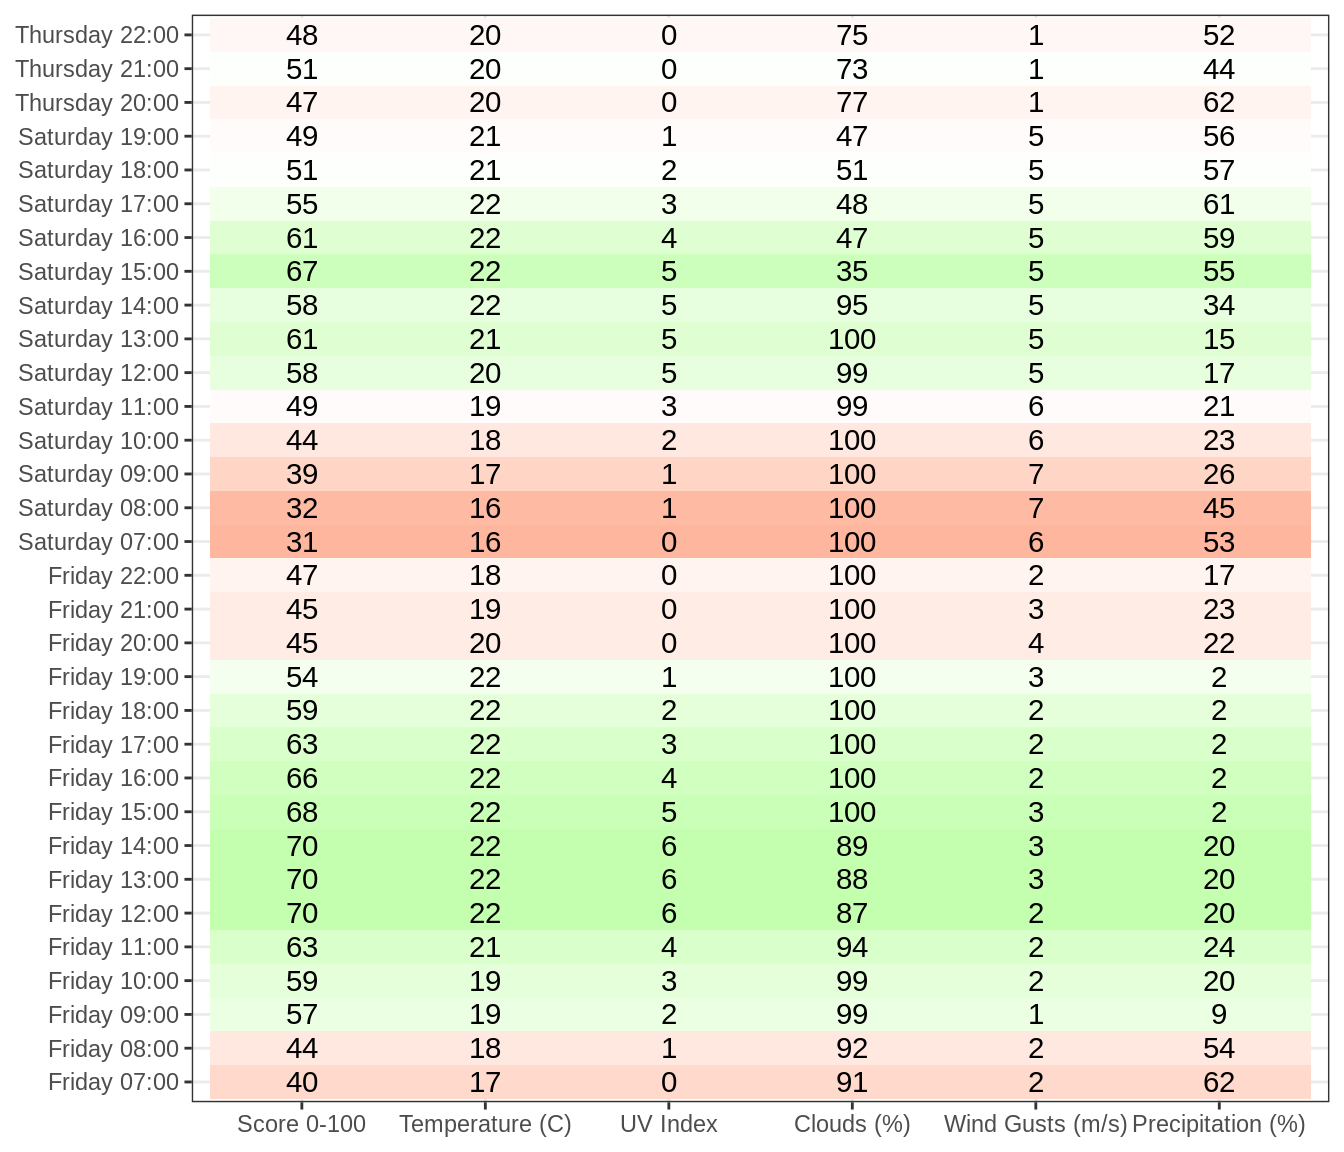 Thursday 22:00 48 20 0 75 1 52
Thursday 21:00 51 20 0 73 1 44
Thursday 20:00 47 20 0 77 1 62
Saturday 19:00 49 21 1 47 5 56
Saturday 18:00 51 21 2 51 5 57
Saturday 17:00 55 22 3 48 5 61
Saturday 16:00 61 22 4 47 5 59
Saturday 15:00 67 22 5 35 5 55
Saturday 14:00 58 22 5 95 5 34
Saturday 13:00 61 21 5 100 5 15
Saturday 12:00 58 20 5 99 5 17
Saturday 11:00 49 19 3 99 6 21
Saturday 10:00 44 18 2 100 6 23
Saturday 09:00 39 17 1 100 7 26
Saturday 08:00 32 16 1 100 7 45
Saturday 07:00 31 16 0 100 6 53
Friday 22:00 47 18 0 100 2 17
Friday 21:00 45 19 0 100 3 23
Friday 20:00 45 20 0 100 4 22
Friday 19:00 54 22 1 100 3 2
Friday 18:00 59 22 2 100 2 2
Friday 17:00 63 22 3 100 2 2
Friday 16:00 66 22 4 100 2 2
Friday 15:00 68 22 5 100 3 2
Friday 14:00 70 22 6 89 3 20
Friday 13:00 70 22 6 88 3 20
Friday 12:00 70 22 6 87 2 20
Friday 11:00 63 21 4 94 2 24
Friday 10:00 59 19 3 99 2 20
Friday 09:00 57 19 2 99 1 9
Friday 08:00 44 18 1 92 2 54
Friday 07:00 40 17 0 91 2 62
Score 0-100 Temperature (C) UV Index Clouds (%) Wind Gusts (m/s) Precipitation (%)